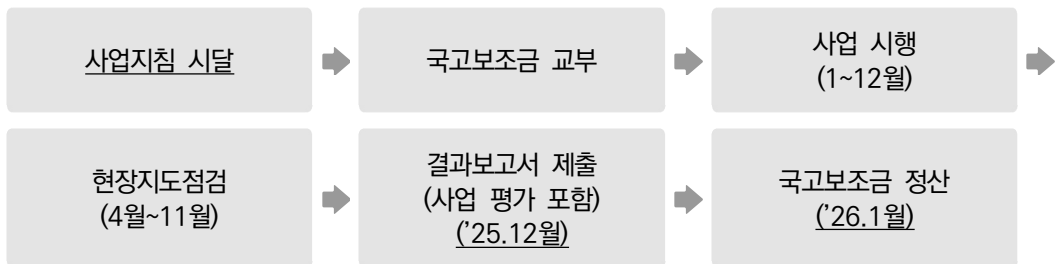 사업지침 시달
국고보조금 교부
사업 시행
(1~12월)
현장지도점검
(4월~11월)
결과보고서 제출
(사업 평가 포함)
('25.12월)
국고보조금 정산
('26.1월)